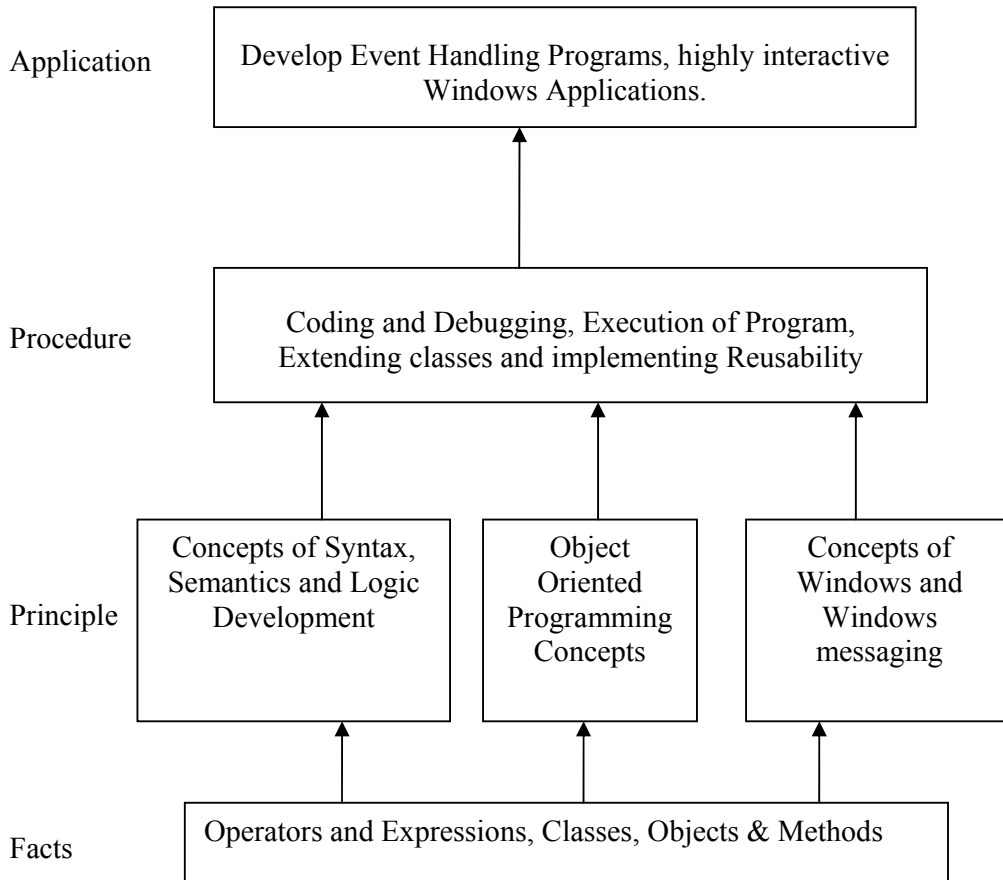 Application
Develop Event Handling Programs, highly interactive
Windows Applications.
Procedure
Coding and Debugging, Execution of Program,
Extending classes and implementing Reusability
Principle
Concepts of Syntax,
Semantics and Logic
Development
Object
Oriented
Programming
Concepts
Concepts of
Windows and
Windows
messaging
Facts
Operators and Expressions, Classes, Objects & Methods